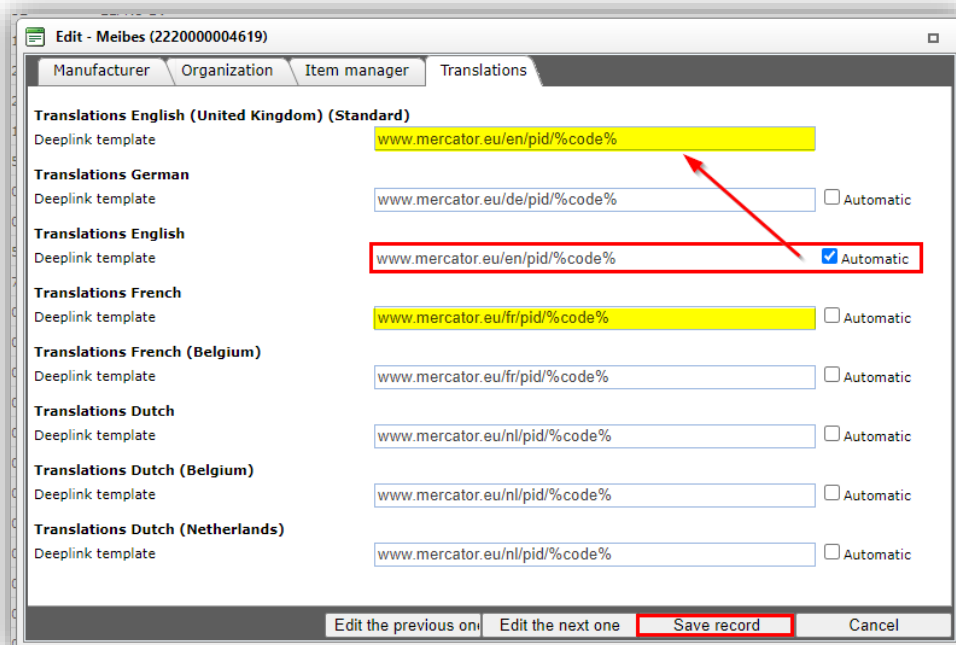 Edit - Meibes (2220000004619)
Manufacturer Organization Item manager Translations
Translations English (United Kingdom) (Standard)
Deeplink template www.mercator.eu/en/pid/%code%
Translations German
Deeplink template www.mercator.eu/de/pid/%code% Automatic
Translations English
Deeplink template www.mercator.eu/en/pid/%code% Automatic
Translations French
Deeplink template www.mercator.eu/fr/pid/%code% Automatic
Translations French (Belgium)
Deeplink template www.mercator.eu/fr/pid/%code% Automatic
Translations Dutch
Deeplink template www.mercator.eu/nl/pid/%code% Automatic
Translations Dutch (Belgium)
Deeplink template www.mercator.eu/nl/pid/%code% Automatic
Translations Dutch (Netherlands)
Deeplink template www.mercator.eu/nl/pid/%code% Automatic
Edit the previous on Edit the next one Save record Cancel